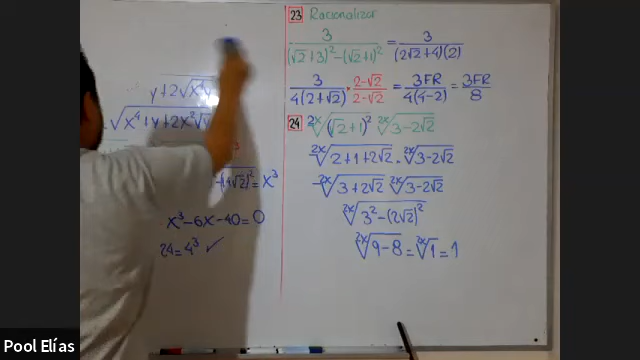 y+2√x⁴√y
√x⁴+y+2x²√y
-(1+√2)² = x³
x³-6x-40=0
24=4³ ✓
23 Racionalizar
3/((√2+3)²-(√2+1)²) = 3/((2√2+4)(2))
3/(4(2+√2)) × (2-√2)/(2-√2) = 3FR/(4(4-2)) = 3FR/8
24 ²ˣ√(√2+1)² ²ˣ√3-2√2
²ˣ√2+1+2√2 · ²ˣ√3-2√2
²ˣ√3+2√2 ²ˣ√3-2√2
²ˣ√3²-(2√2)²
²ˣ√9-8 = ²ˣ√1 = 1
Pool Elías